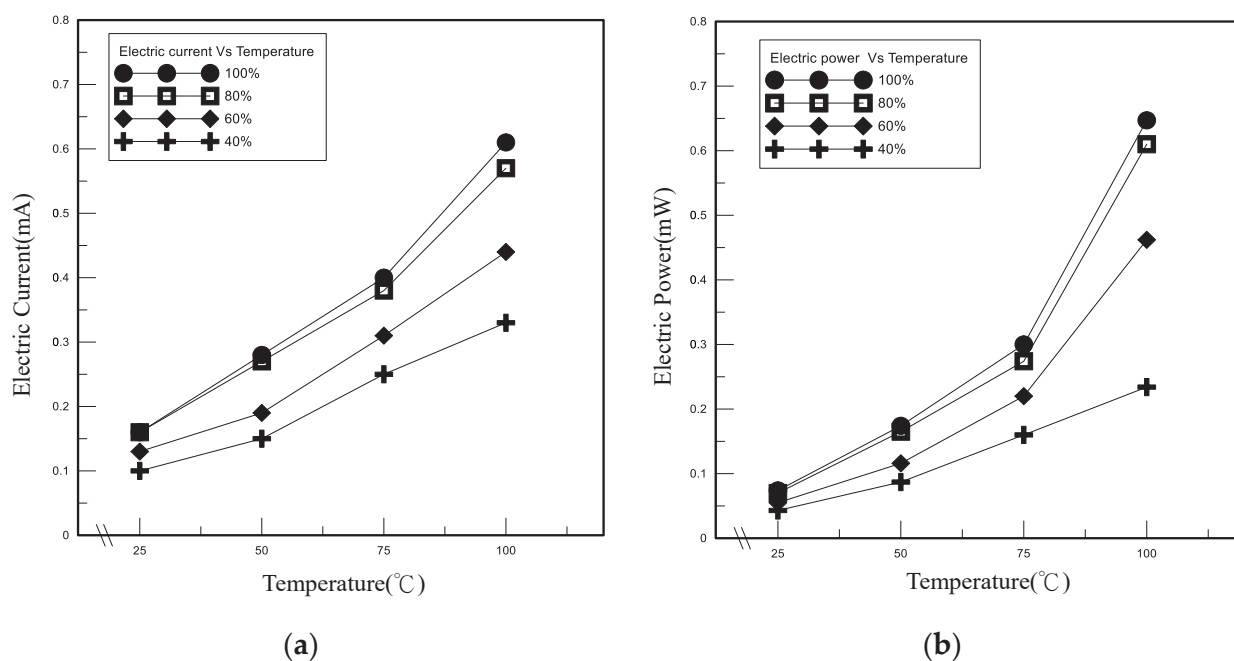 Electric current Vs Temperature
100%
80%
60%
40%
Electric Current(mA)
0.8
0.7
0.6
0.5
0.4
0.3
0.2
0.1
0
25 50 75 100
Temperature(℃)
(a)
Electric power Vs Temperature
100%
80%
60%
40%
Electric Power(mW)
0.8
0.7
0.6
0.5
0.4
0.3
0.2
0.1
0
25 50 75 100
Temperature(℃)
(b)